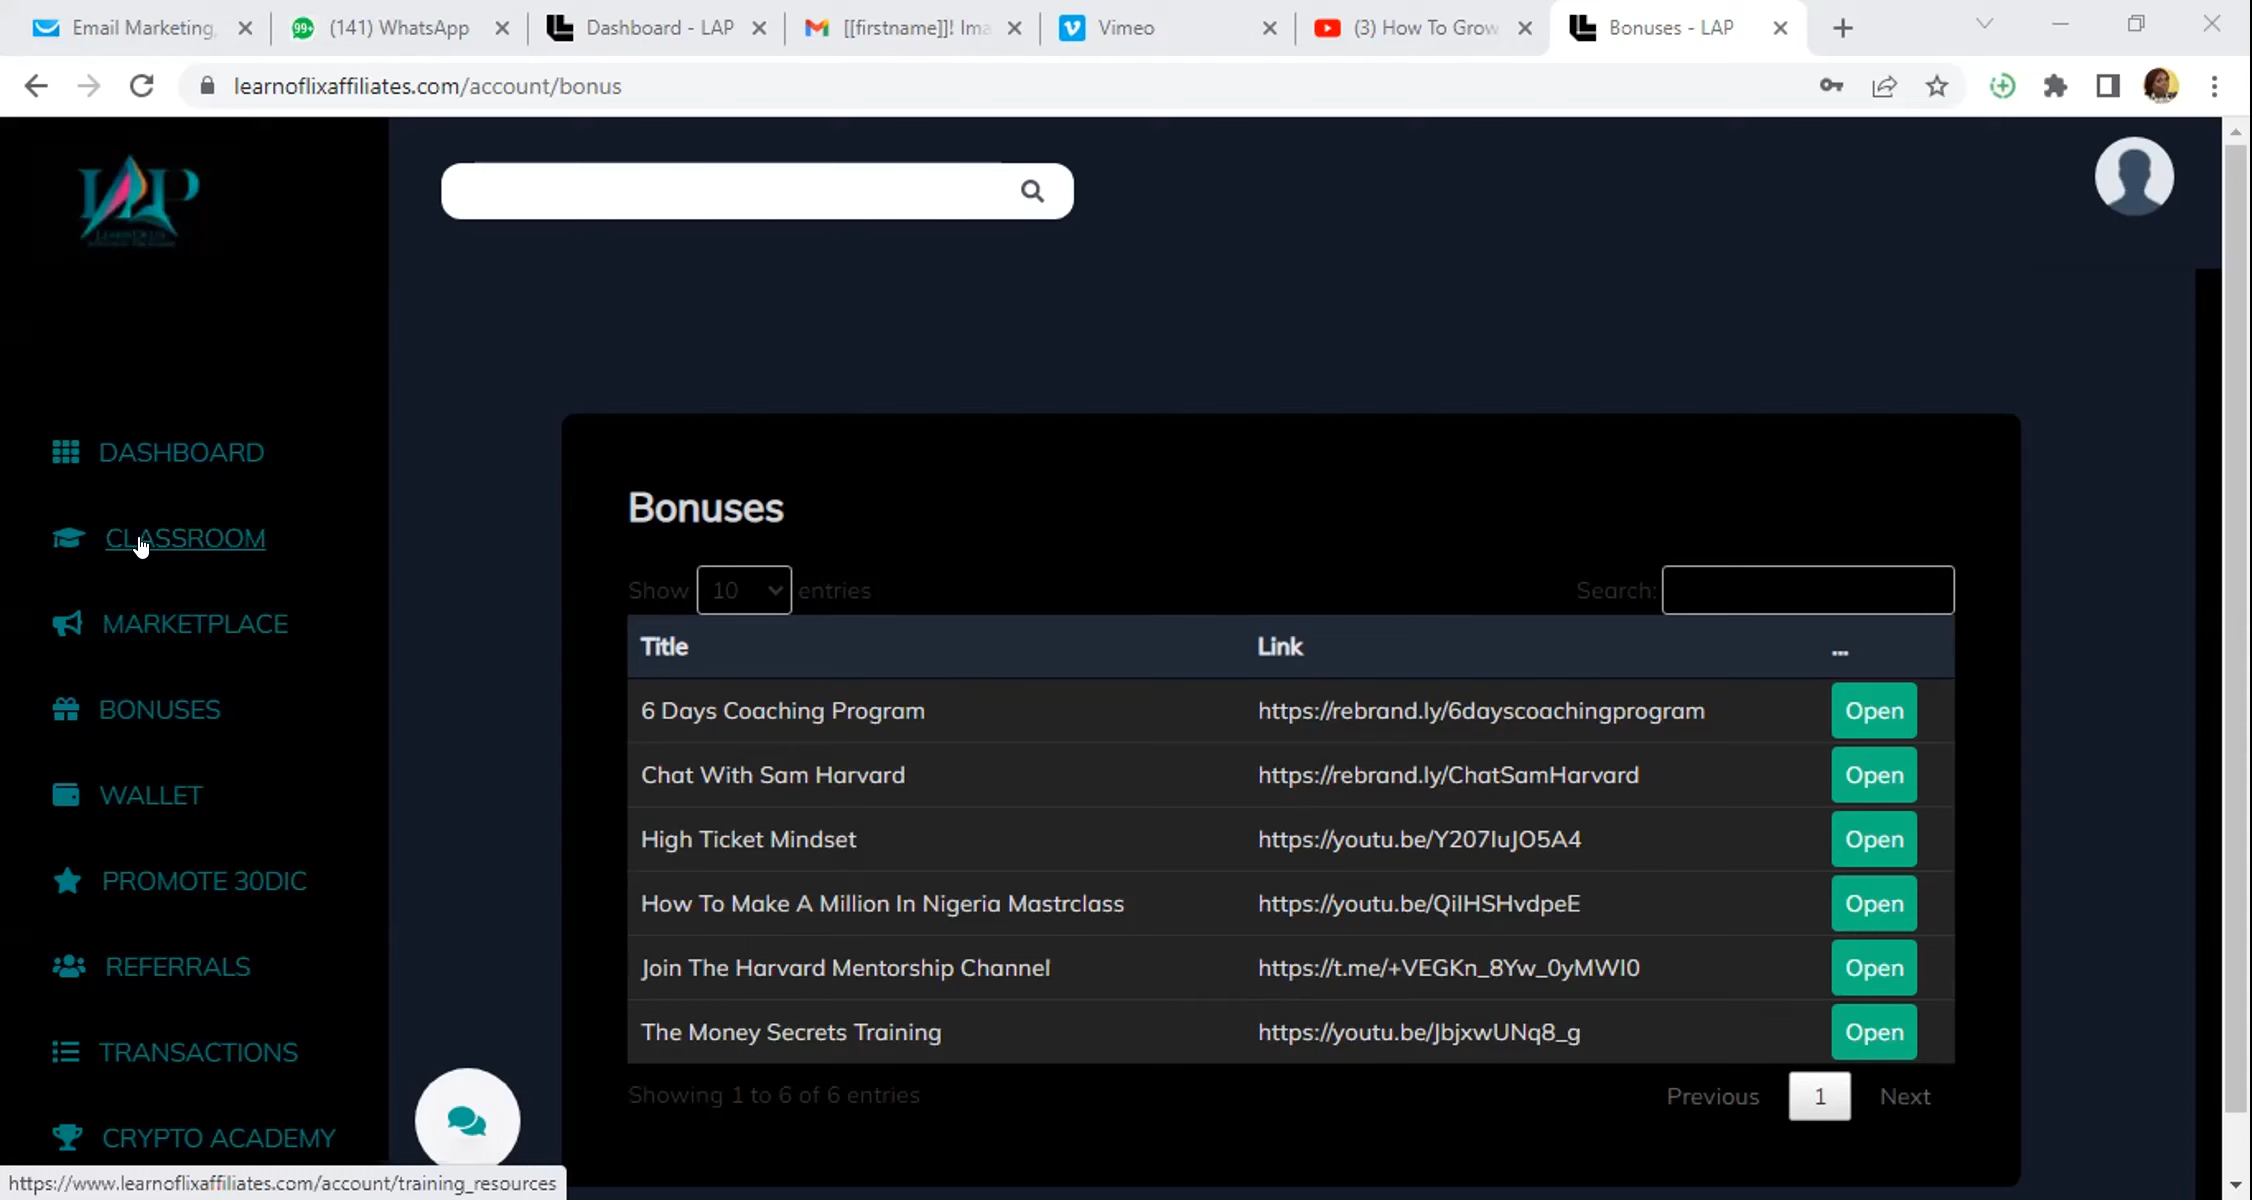 Email Marketing,
(141) WhatsApp
Dashboard - LAP
[[firstname]]! Ima
Vimeo
(3) How To Grow
Bonuses - LAP
learnoflixaffiliates.com/account/bonus
LAP
DASHBOARD
CLASSROOM
MARKETPLACE
BONUSES
WALLET
PROMOTE 30DIC
REFERRALS
TRANSACTIONS
CRYPTO ACADEMY
Bonuses
Show 10 entries
Search:
Title Link ...
6 Days Coaching Program https://rebrand.ly/6dayscoachingprogram Open
Chat With Sam Harvard https://rebrand.ly/ChatSamHarvard Open
High Ticket Mindset https://youtu.be/Y207IuJO5A4 Open
How To Make A Million In Nigeria Mastrclass https://youtu.be/QiIHSHvdpeE Open
Join The Harvard Mentorship Channel https://t.me/+VEGKn_8Yw_0yMWI0 Open
The Money Secrets Training https://youtu.be/JbjxwUNq8_g Open
Showing 1 to 6 of 6 entries
Previous 1 Next
https://www.learnoflixaffiliates.com/account/training_resources